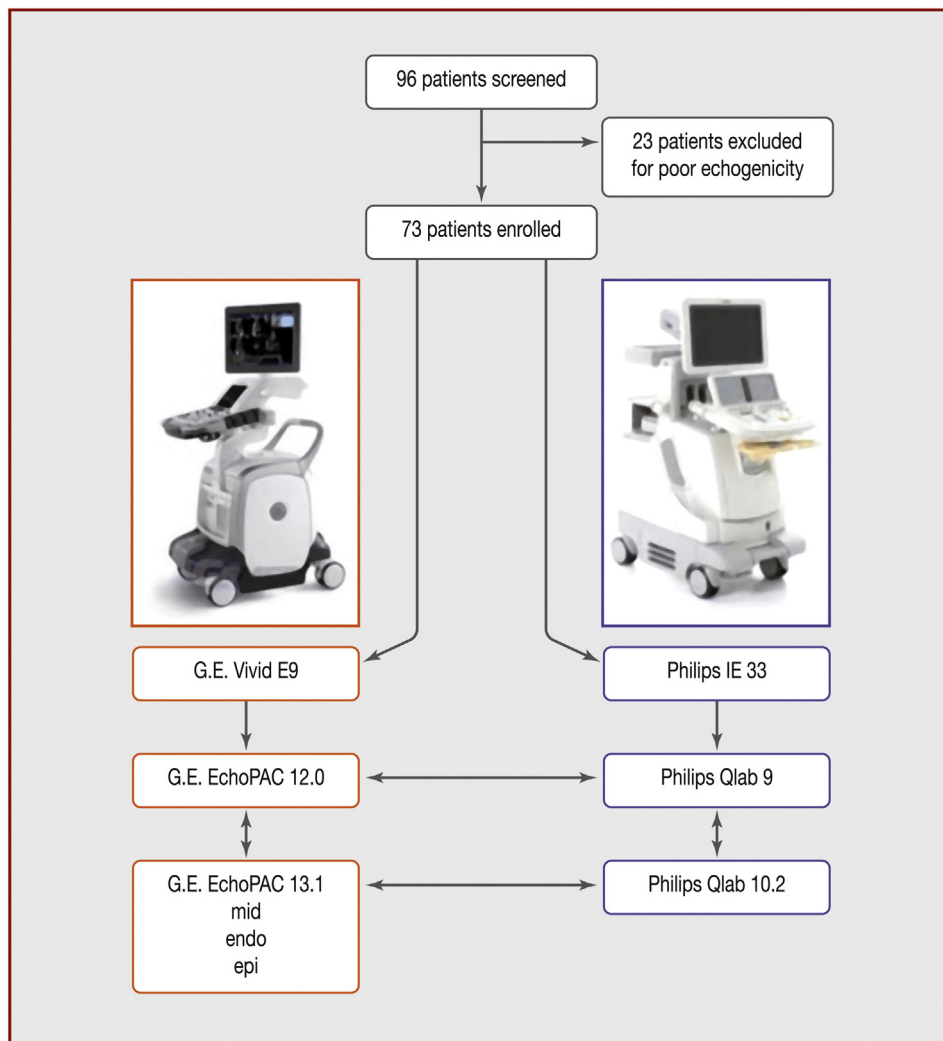 96 patients screened
23 patients excluded
for poor echogenicity
73 patients enrolled
G.E. Vivid E9
Philips IE 33
G.E. EchoPAC 12.0
Philips Qlab 9
G.E. EchoPAC 13.1
mid
endo
epi
Philips Qlab 10.2